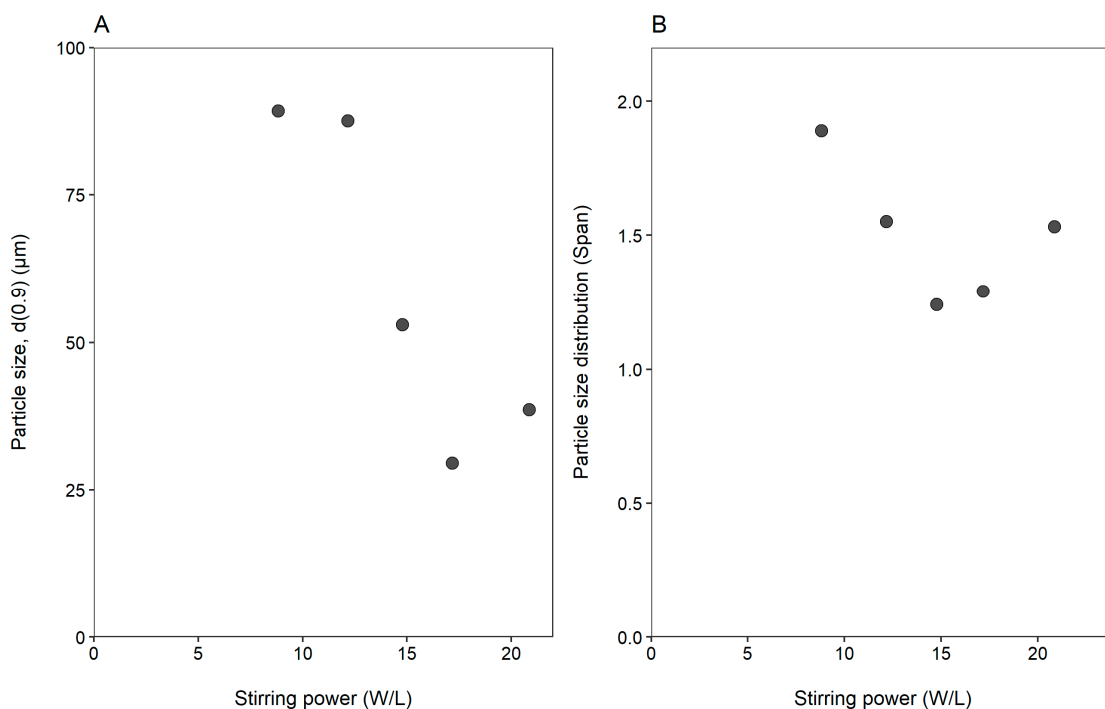 A
Particle size, d(0.9) (µm)
100
75
50
25
0
0 5 10 15 20
Stirring power (W/L)
B
Particle size distribution (Span)
2.0
1.5
1.0
0.5
0.0
0 5 10 15 20
Stirring power (W/L)